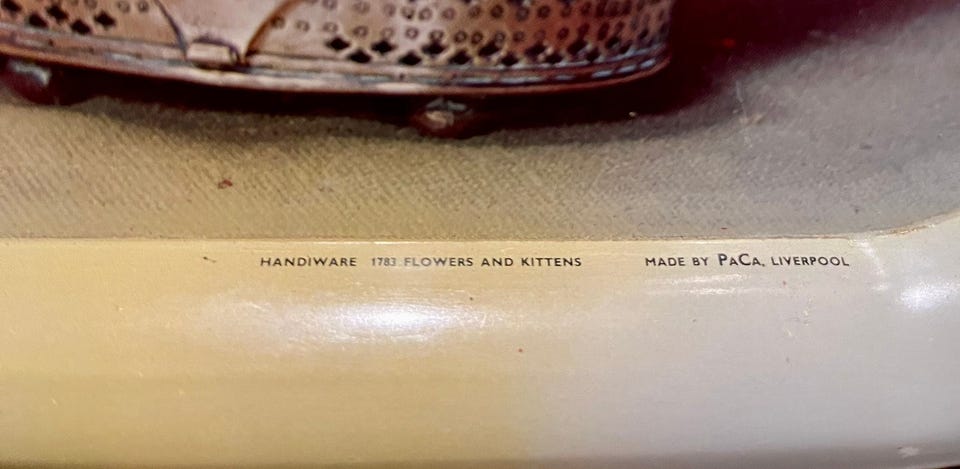 HANDIWARE 1783 FLOWERS AND KITTENS MADE BY PACA, LIVERPOOL